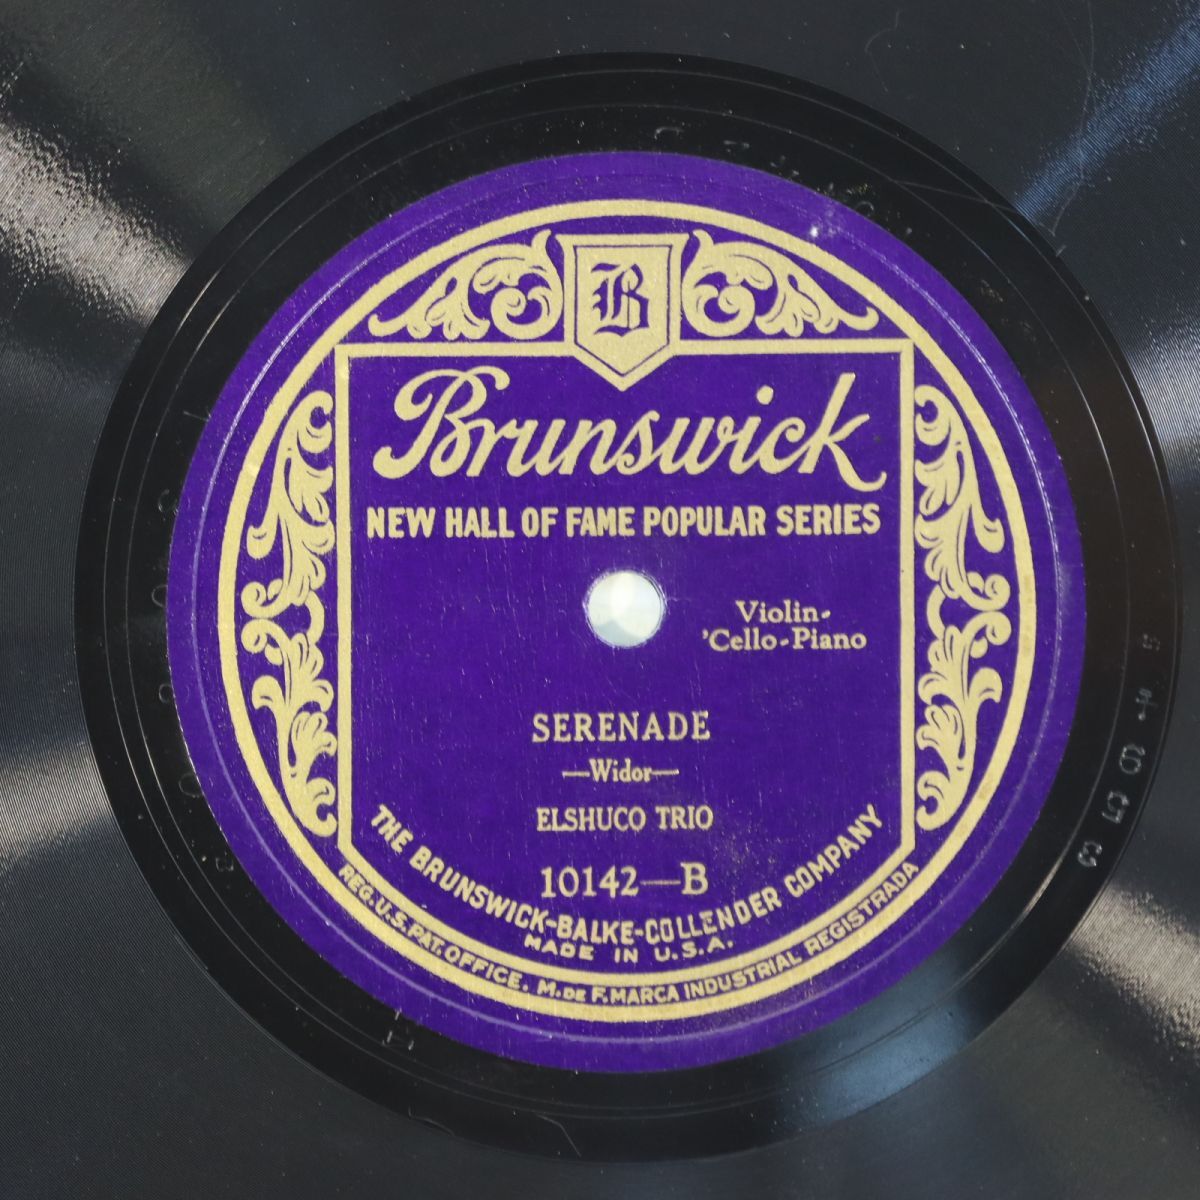 B
Brunswick
NEW HALL OF FAME POPULAR SERIES
Violin-
'Cello-Piano
SERENADE
—Widor—
ELSHUCO TRIO
10142—B
THE BRUNSWICK-BALKE-COLLENDER COMPANY
MADE IN U.S.A.
REG. U.S. PAT. OFFICE. M. DE F. MARCA INDUSTRIAL REGISTRADA